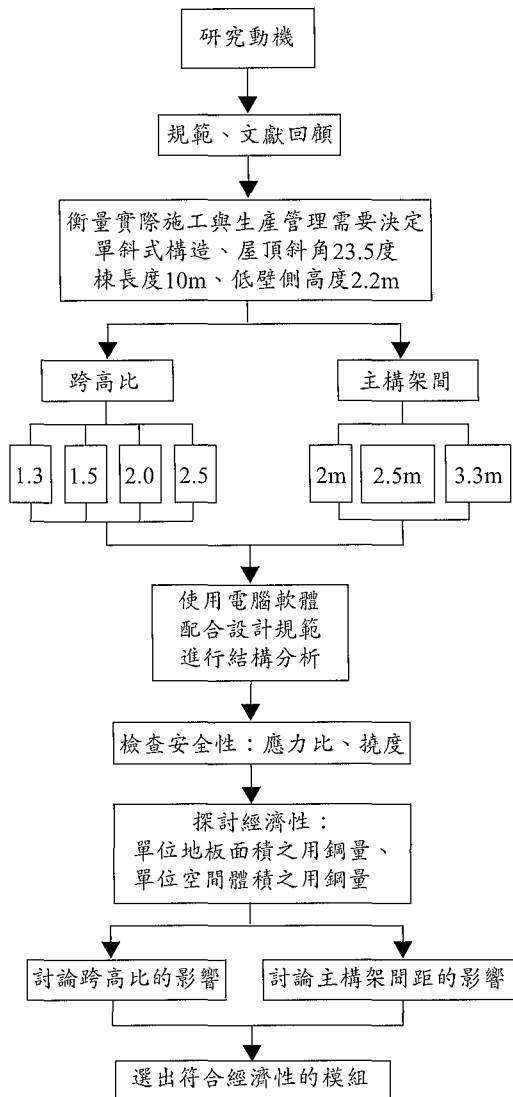 研究動機
規範、文獻回顧
衡量實際施工與生產管理需要決定
單斜式構造、屋頂斜角23.5度
棟長度10m、低壁側高度2.2m
跨高比
主構架間
1.3
1.5
2.0
2.5
2m
2.5m
3.3m
使用電腦軟體
配合設計規範
進行結構分析
檢查安全性：應力比、撓度
探討經濟性：
單位地板面積之用鋼量、
單位空間體積之用鋼量
討論跨高比的影響
討論主構架間距的影響
選出符合經濟性的模組